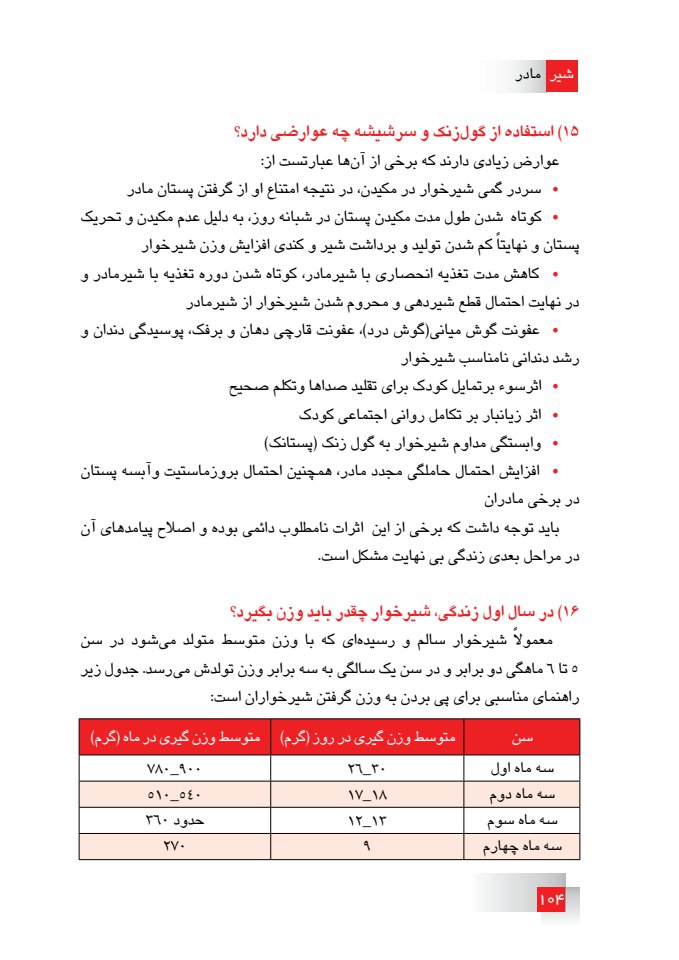 شیر مادر
۱۵) استفاده از گول‌زنک و سرشیشه چه عوارضی دارد؟
عوارض زیادی دارند که برخی از آن‌ها عبارتست از:
• سردر گمی شیرخوار در مکیدن، در نتیجه امتناع او از گرفتن پستان مادر
• کوتاه شدن طول مدت مکیدن پستان در شبانه روز، به دلیل عدم مکیدن و تحریک
پستان و نهایتاً کم شدن تولید و برداشت شیر و کندی افزایش وزن شیرخوار
• کاهش مدت تغذیه انحصاری با شیرمادر، کوتاه شدن دوره تغذیه با شیرمادر و
در نهایت احتمال قطع شیردهی و محروم شدن شیرخوار از شیرمادر
• عفونت گوش میانی(گوش درد)، عفونت قارچی دهان و برفک، پوسیدگی دندان و
رشد دندانی نامناسب شیرخوار
• اثرسوء برتمایل کودک برای تقلید صداها وتکلم صحیح
• اثر زیانبار بر تکامل روانی اجتماعی کودک
• وابستگی مداوم شیرخوار به گول زنک (پستانک)
• افزایش احتمال حاملگی مجدد مادر، همچنین احتمال بروزماستیت وآبسه پستان
در برخی مادران
باید توجه داشت که برخی از این اثرات نامطلوب دائمی بوده و اصلاح پیامدهای آن
در مراحل بعدی زندگی بی نهایت مشکل است.
۱۶) در سال اول زندگی، شیرخوار چقدر باید وزن بگیرد؟
معمولاً شیرخوار سالم و رسیده‌ای که با وزن متوسط متولد می‌شود در سن
۵ تا ٦ ماهگی دو برابر و در سن یک سالگی به سه برابر وزن تولدش می‌رسد. جدول زیر
راهنمای مناسبی برای پی بردن به وزن گرفتن شیرخواران است:
سن متوسط وزن گیری در روز (گرم) متوسط وزن گیری در ماه (گرم)
سه ماه اول ۳۰_۲٦ ۹۰۰_۷۸۰
سه ماه دوم ۱۸_۱۷ ۵٤۰_۵۱۰
سه ماه سوم ۱۳_۱۲ حدود ۳٦۰
سه ماه چهارم ۹ ۲۷۰
۱۰۴